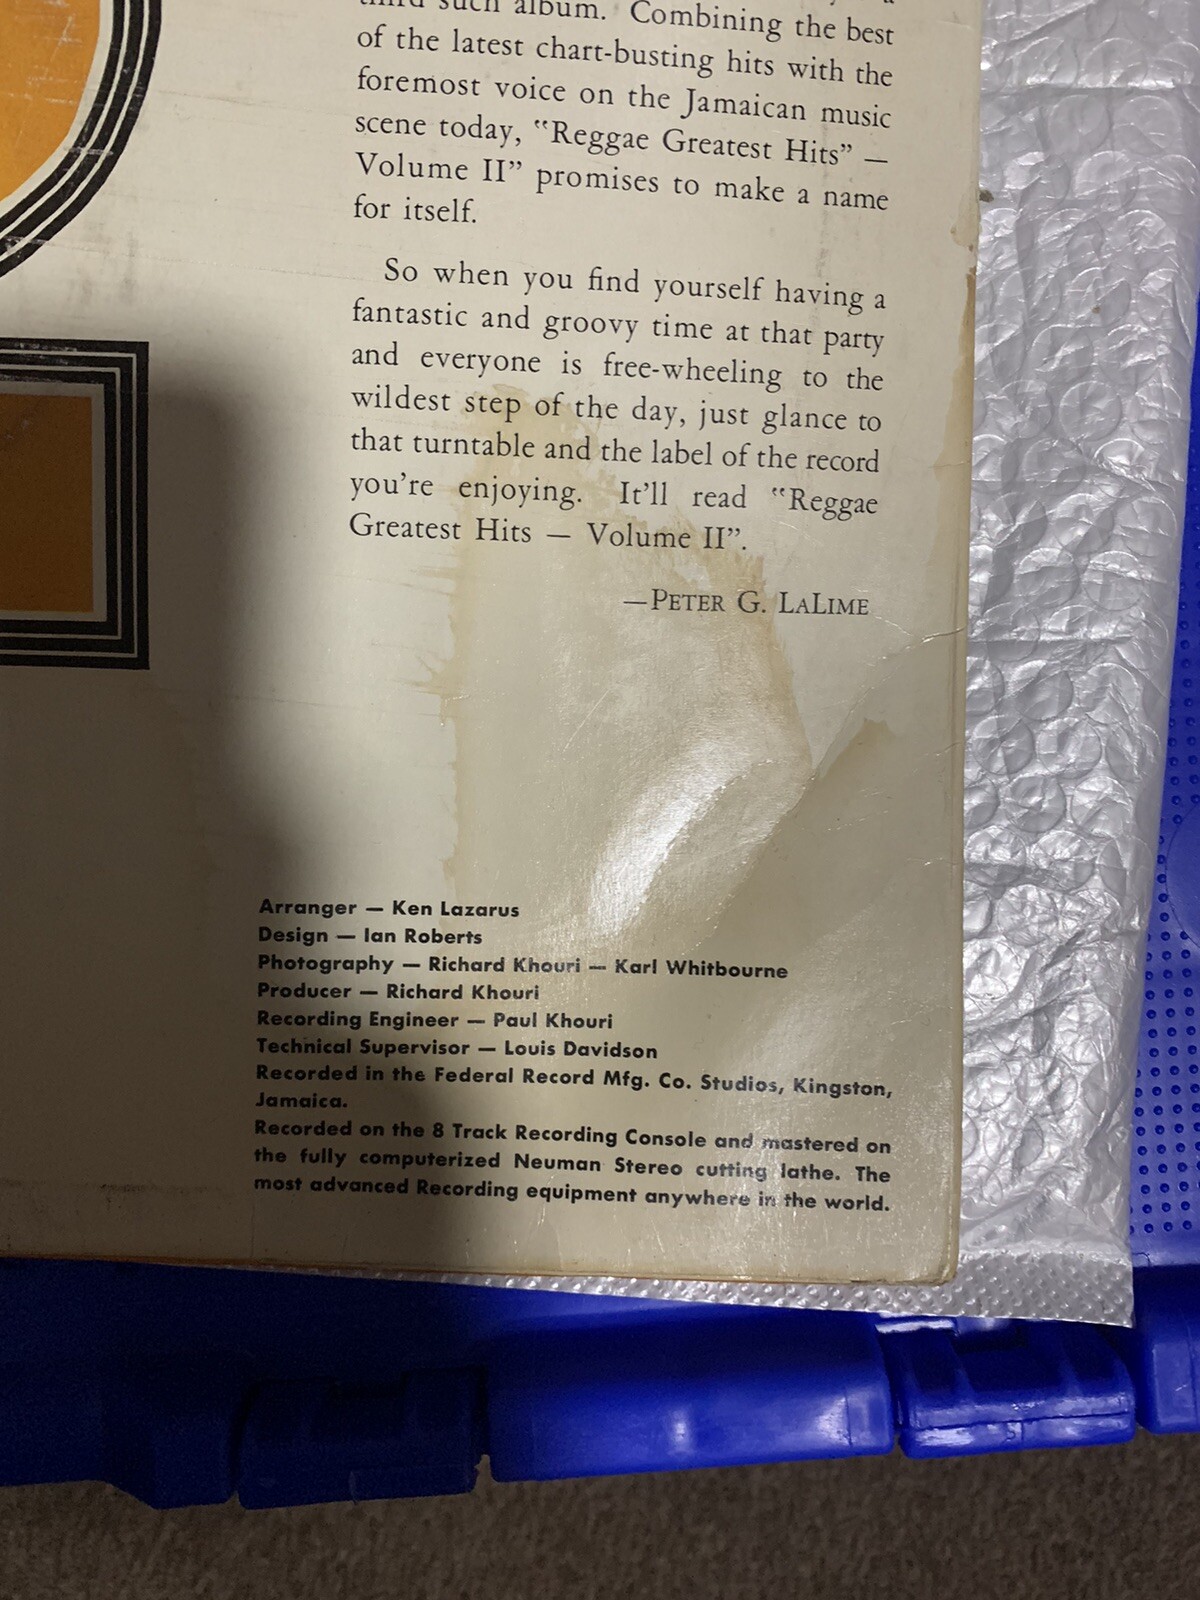 third such album. Combining the best
of the latest chart-busting hits with the
foremost voice on the Jamaican music
scene today, "Reggae Greatest Hits" —
Volume II" promises to make a name
for itself.
So when you find yourself having a
fantastic and groovy time at that party
and everyone is free-wheeling to the
wildest step of the day, just glance to
that turntable and the label of the record
you're enjoying. It'll read "Reggae
Greatest Hits — Volume II".
—PETER G. LALIME
Arranger — Ken Lazarus
Design — Ian Roberts
Photography — Richard Khouri — Karl Whitbourne
Producer — Richard Khouri
Recording Engineer — Paul Khouri
Technical Supervisor — Louis Davidson
Recorded in the Federal Record Mfg. Co. Studios, Kingston,
Jamaica.
Recorded on the 8 Track Recording Console and mastered on
the fully computerized Neuman Stereo cutting lathe. The
most advanced Recording equipment anywhere in the world.